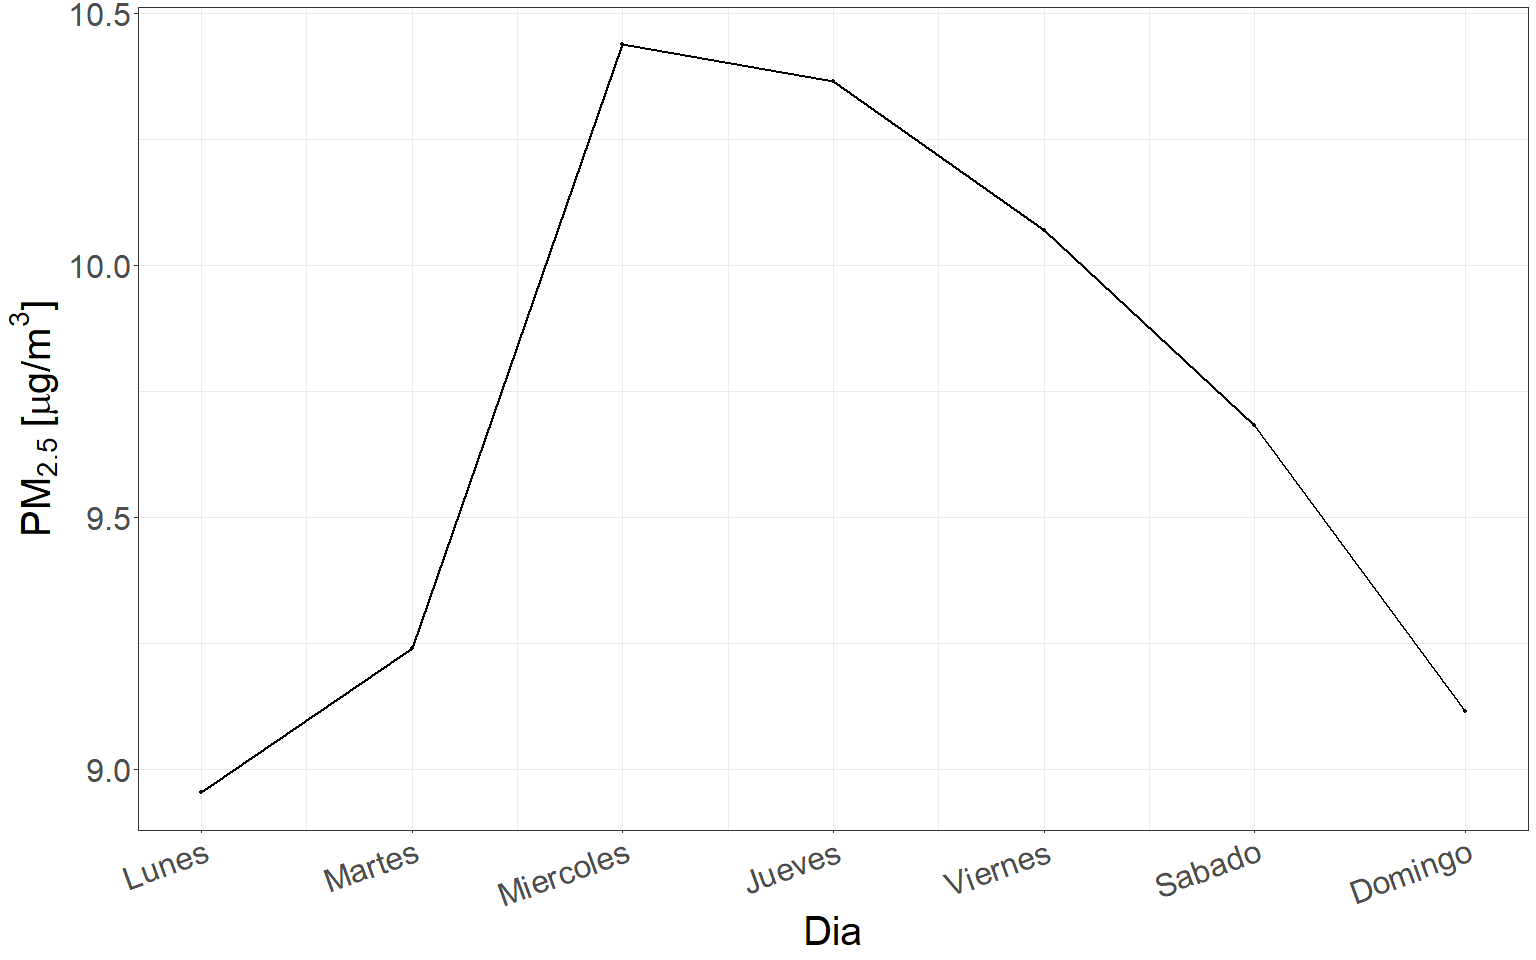 10.5
10.0
9.5
9.0
PM2.5 [μg/m3]
Lunes
Martes
Miercoles
Jueves
Viernes
Sabado
Domingo
Dia